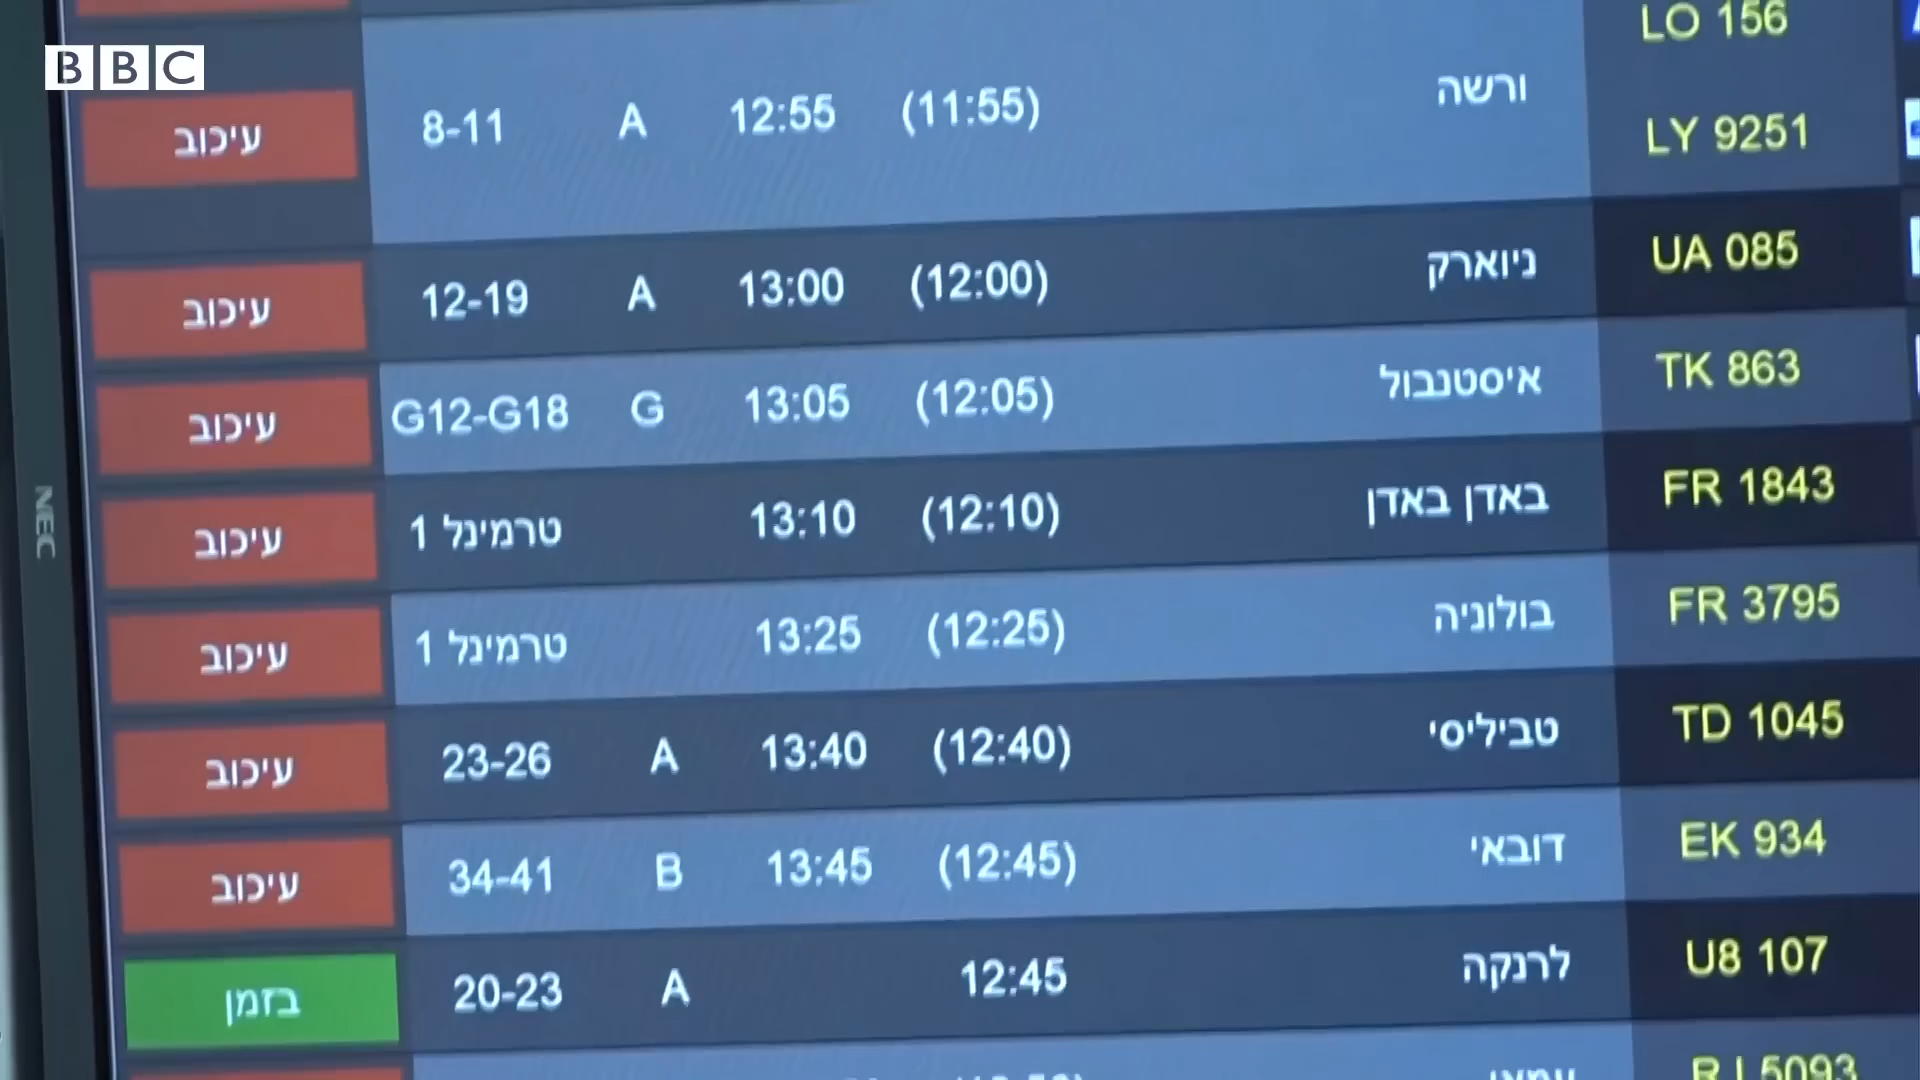 BBC
LO 156
ורשה (11:55) 12:55 A 8-11 עיכוב
LY 9251
UA 085 ניוארק (12:00) 13:00 A 12-19 עיכוב
TK 863 איסטנבול (12:05) 13:05 G G12-G18 עיכוב
FR 1843 באדן באדן (12:10) 13:10 טרמינל 1 עיכוב
FR 3795 בולוניה (12:25) 13:25 טרמינל 1 עיכוב
TD 1045 טביליסי (12:40) 13:40 A 23-26 עיכוב
EK 934 דובאי (12:45) 13:45 B 34-41 עיכוב
U8 107 לרנקה 12:45 A 20-23 בזמן
RJ 5093
NEC